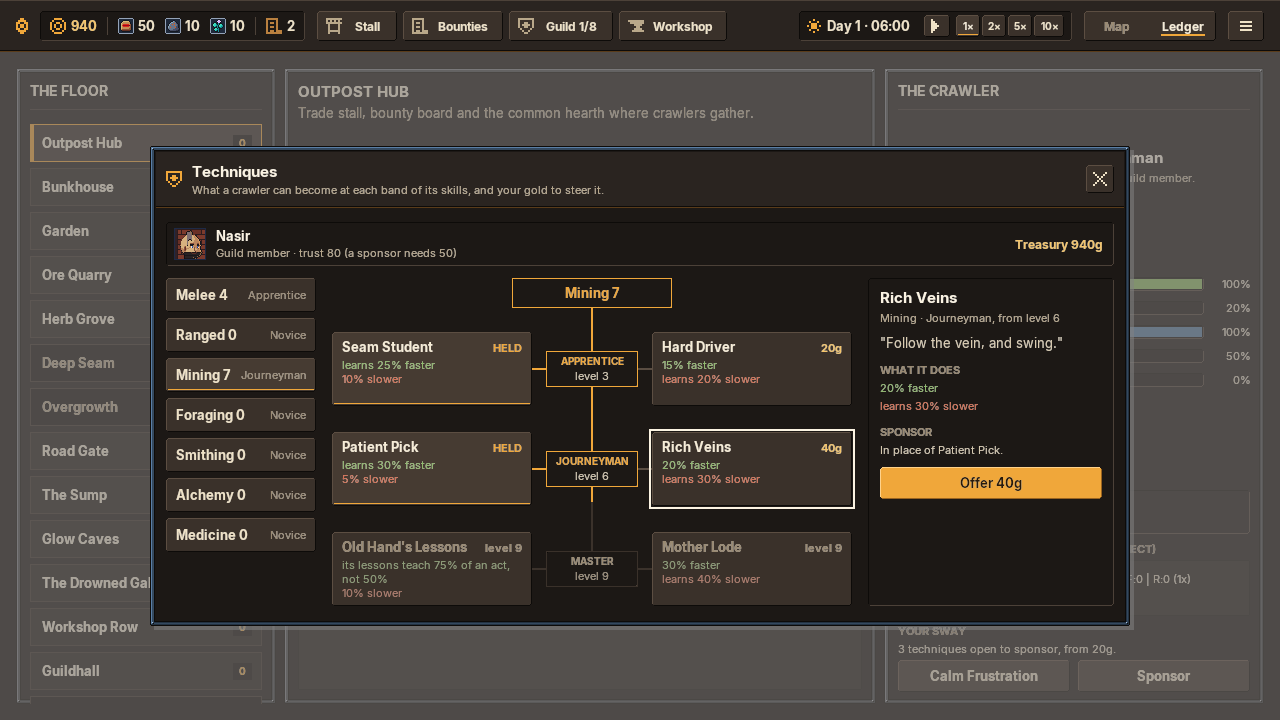 940
50
10
10
2
Stall
Bounties
Guild 1/8
Workshop
Day 1 · 06:00
1×
2×
5×
10×
Map
Ledger
THE FLOOR
Outpost Hub
0
Bunkhouse
Garden
Ore Quarry
Herb Grove
Deep Seam
Overgrowth
Road Gate
The Sump
Glow Caves
The Drowned Gal
Workshop Row
Guildhall
0
OUTPOST HUB
Trade stall, bounty board and the common hearth where crawlers gather.
THE CRAWLER
man
uild member.
100%
20%
100%
50%
0%
ECT)
F:0 | R:0 (1x)
YOUR SWAY
3 techniques open to sponsor, from 20g.
Calm Frustration
Sponsor
Techniques
What a crawler can become at each band of its skills, and your gold to steer it.
Nasir
Guild member · trust 80 (a sponsor needs 50)
Treasury 940g
Melee 4 Apprentice
Ranged 0 Novice
Mining 7 Journeyman
Foraging 0 Novice
Smithing 0 Novice
Alchemy 0 Novice
Medicine 0 Novice
Mining 7
Seam Student HELD
learns 25% faster
10% slower
APPRENTICE
level 3
Hard Driver 20g
15% faster
learns 20% slower
Patient Pick HELD
learns 30% faster
5% slower
JOURNEYMAN
level 6
Rich Veins 40g
20% faster
learns 30% slower
Old Hand's Lessons level 9
its lessons teach 75% of an act,
not 50%
10% slower
MASTER
level 9
Mother Lode level 9
30% faster
learns 40% slower
Rich Veins
Mining · Journeyman, from level 6
"Follow the vein, and swing."
WHAT IT DOES
20% faster
learns 30% slower
SPONSOR
In place of Patient Pick.
Offer 40g